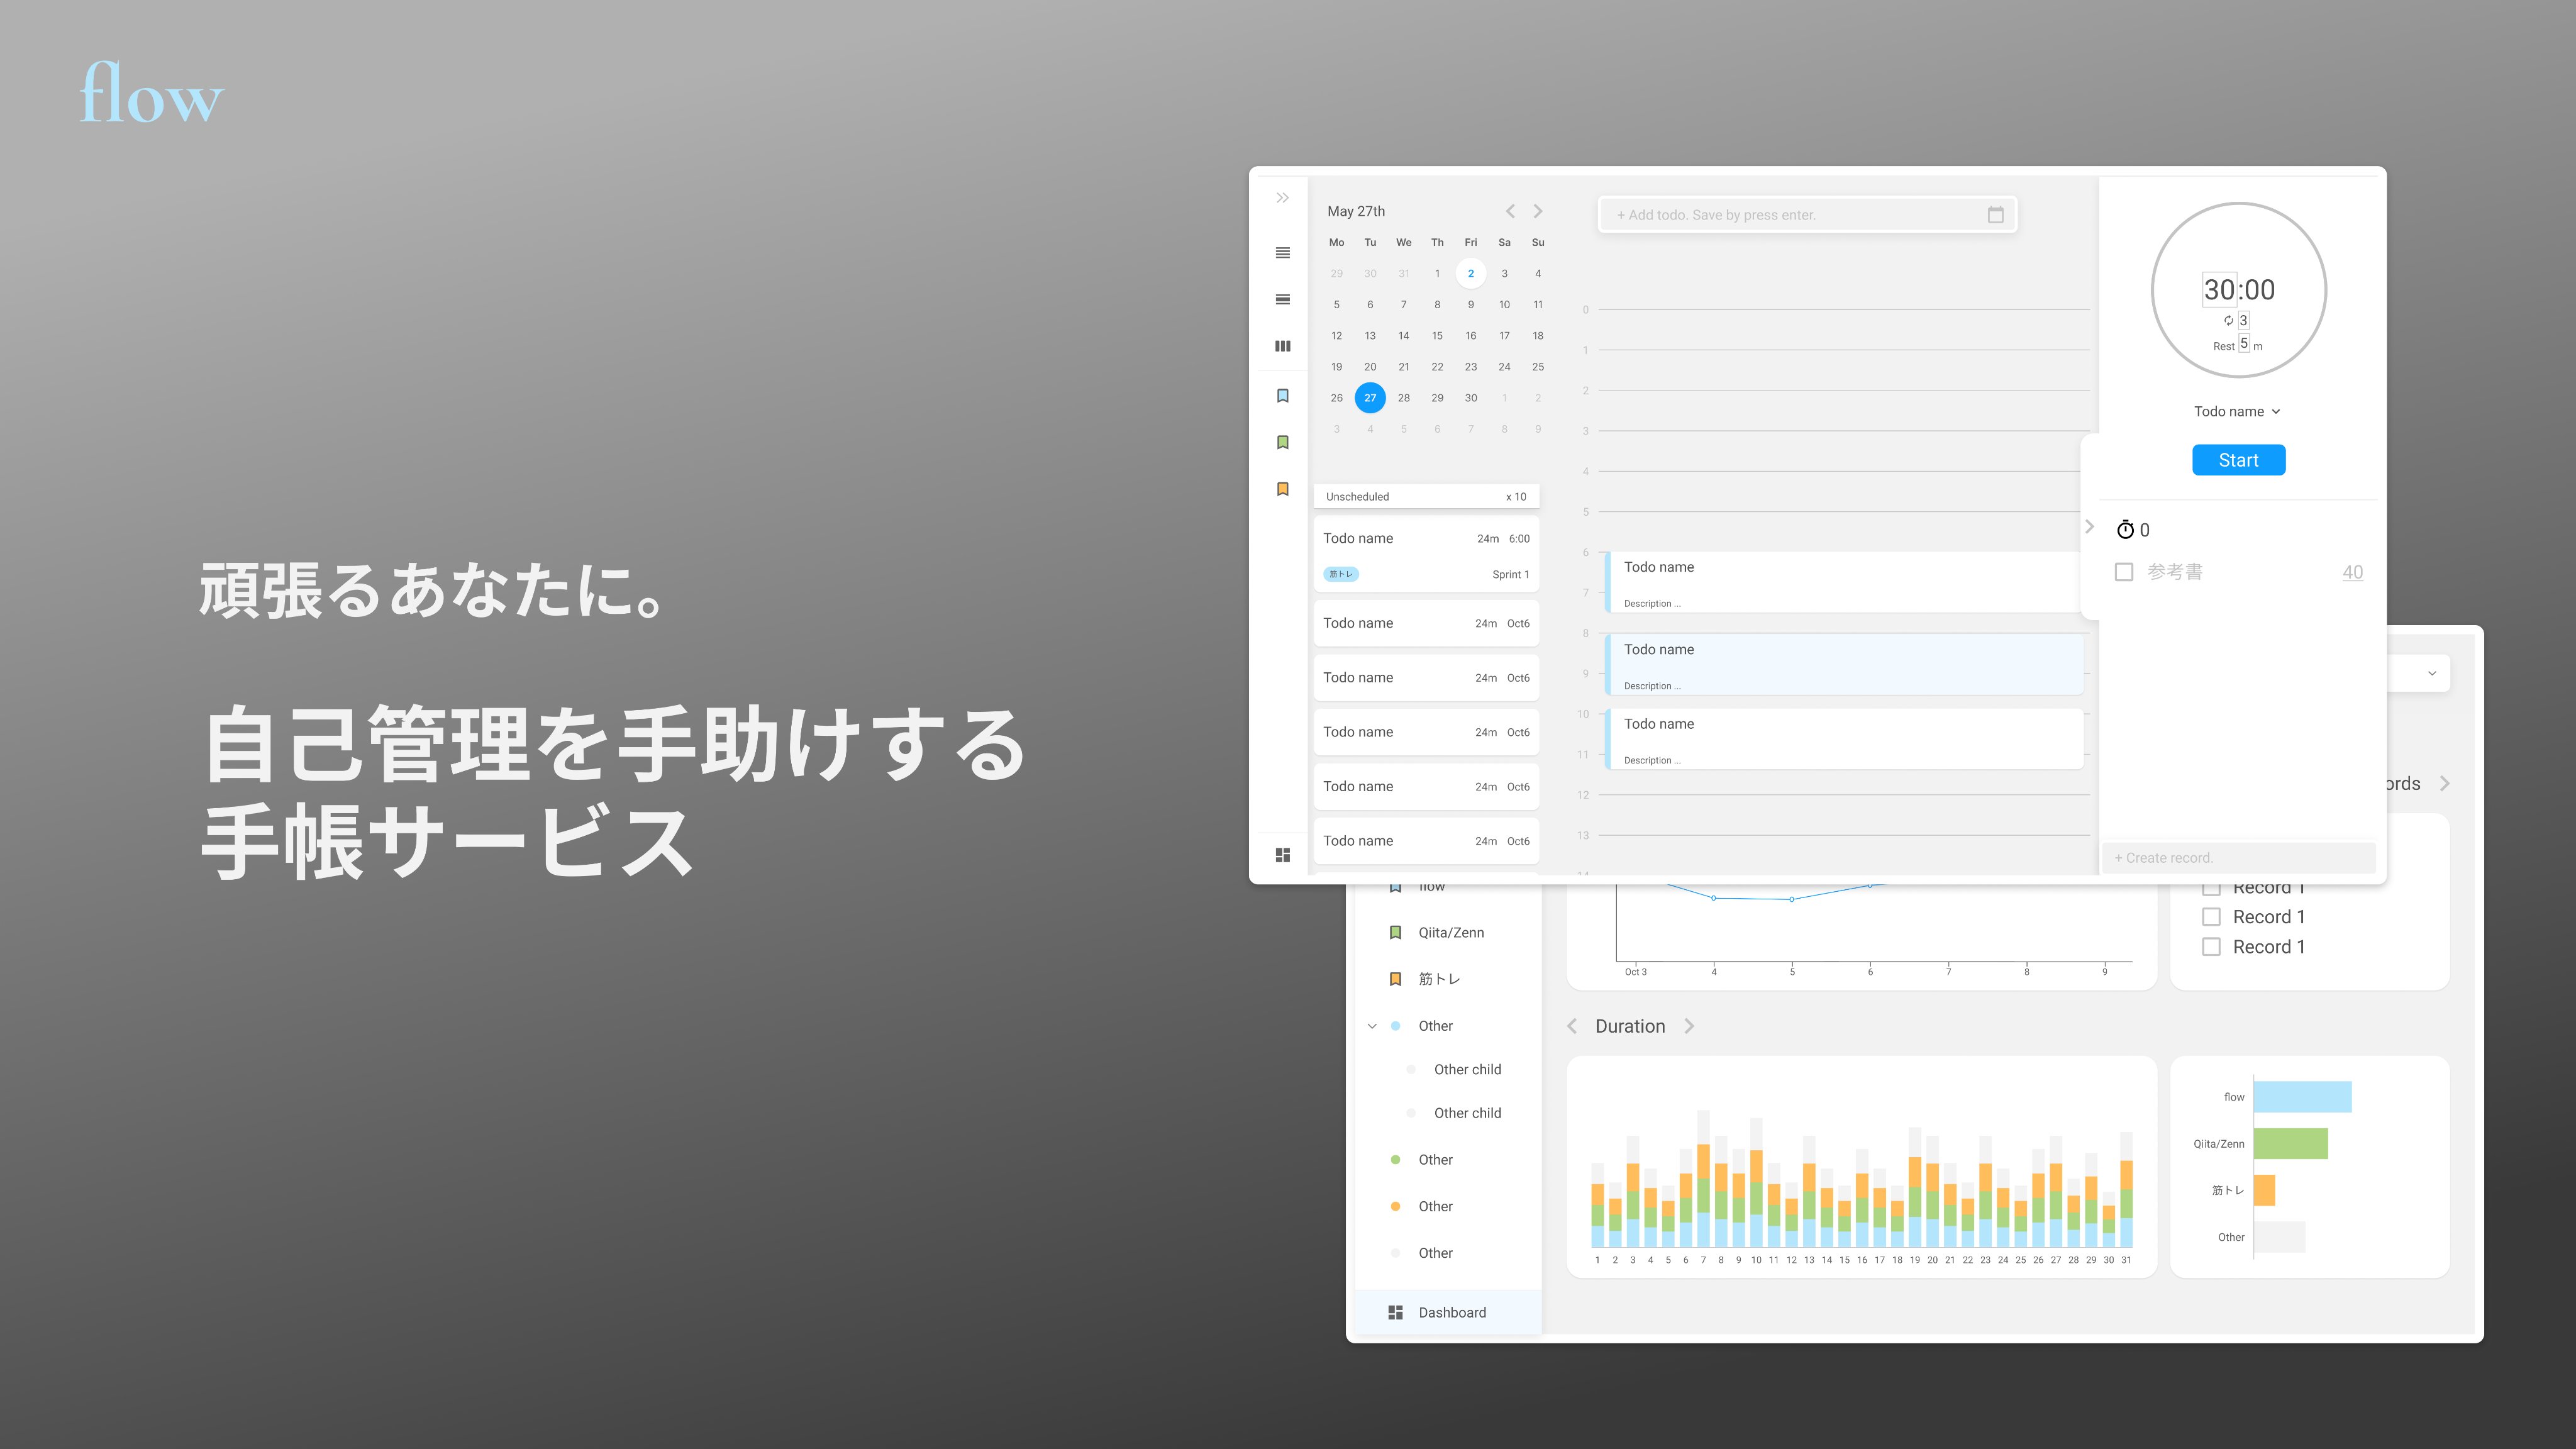 flow
頑張るあなたに。
自己管理を手助けする
手帳サービス
May 27th
Mo Tu We Th Fri Sa Su
29 30 31 1 2 3 4
5 6 7 8 9 10 11
12 13 14 15 16 17 18
19 20 21 22 23 24 25
26 27 28 29 30 1 2
3 4 5 6 7 8 9
Unscheduled x 10
Todo name 24m 6:00
筋トレ Sprint 1
Todo name 24m Oct6
Todo name 24m Oct6
Todo name 24m Oct6
Todo name 24m Oct6
Todo name 24m Oct6
+ Add todo. Save by press enter.
0
1
2
3
4
5
6
Todo name
7
Description ...
8
Todo name
9
Description ...
10
Todo name
11
Description ...
12
13
14
30:00
3
Rest 5 m
Todo name
Start
0
参考書 40
+ Create record.
flow
Qiita/Zenn
筋トレ
Other
Other child
Other child
Other
Other
Other
Dashboard
ords
Oct 3 4 5 6 7 8 9
Record 1
Record 1
Record 1
Duration
1 2 3 4 5 6 7 8 9 10 11 12 13 14 15 16 17 18 19 20 21 22 23 24 25 26 27 28 29 30 31
flow
Qiita/Zenn
筋トレ
Other